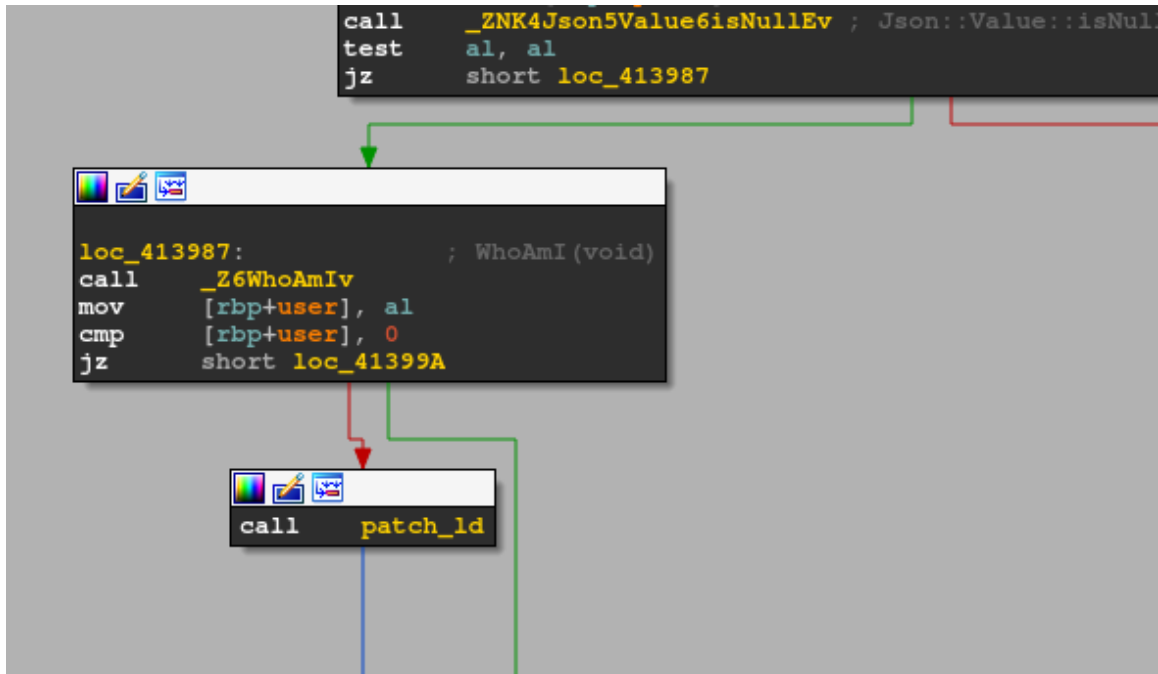 call _ZNK4Json5Value6isNullEv ; Json::Value::isNull
test al, al
jz short loc_413987
loc_413987: ; WhoAmI(void)
call _Z6WhoAmIv
mov [rbp+user], al
cmp [rbp+user], 0
jz short loc_41399A
call patch_ld